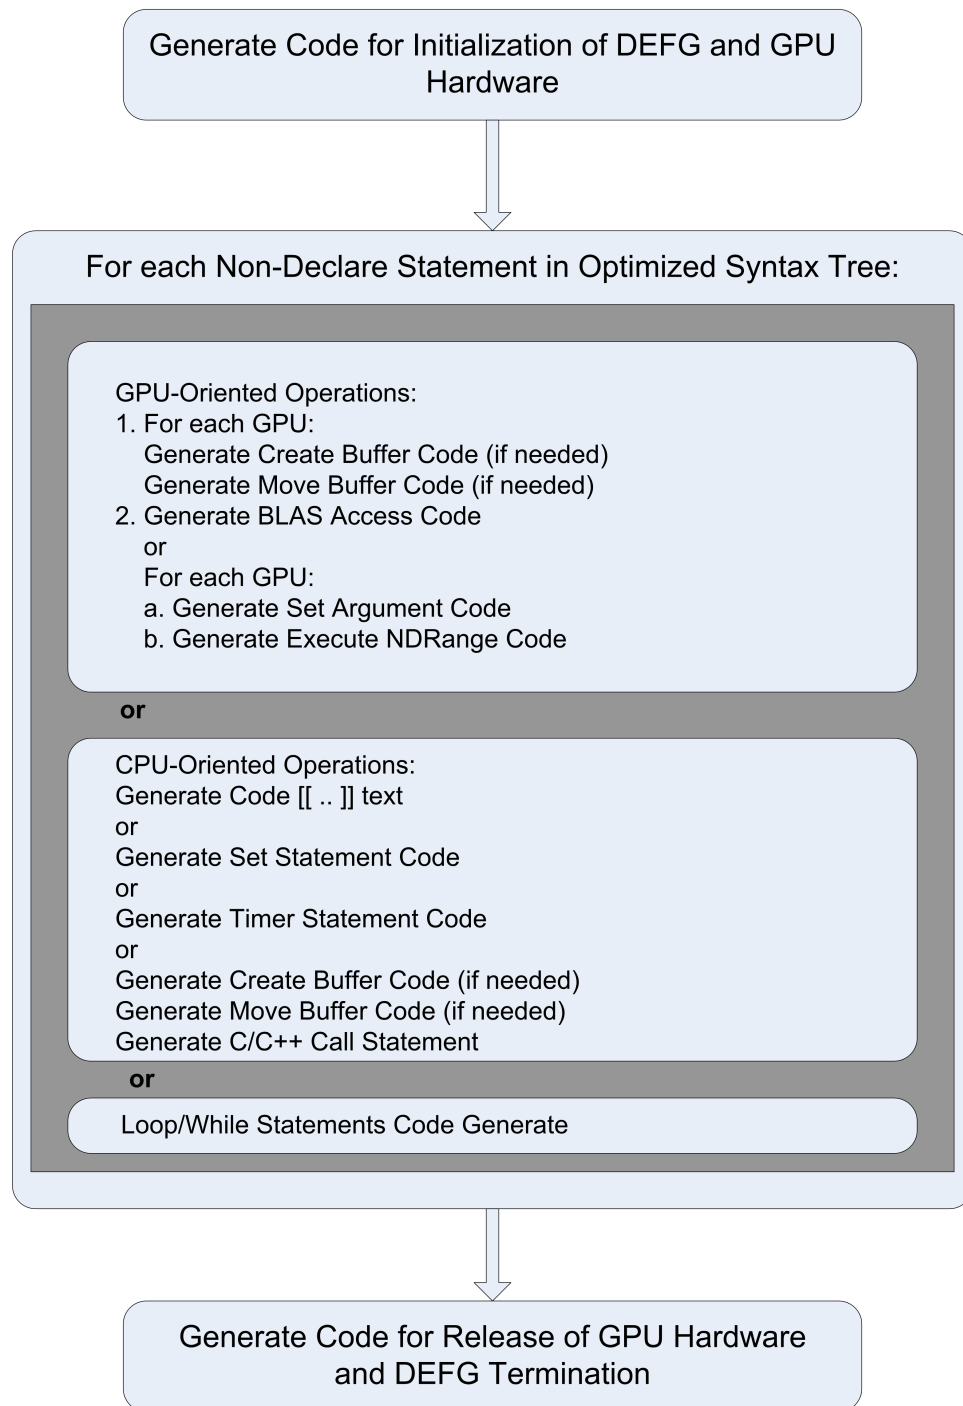 Generate Code for Initialization of DEFG and GPU
Hardware
For each Non-Declare Statement in Optimized Syntax Tree:
GPU-Oriented Operations:
1. For each GPU:
Generate Create Buffer Code (if needed)
Generate Move Buffer Code (if needed)
2. Generate BLAS Access Code
or
For each GPU:
a. Generate Set Argument Code
b. Generate Execute NDRange Code
or
CPU-Oriented Operations:
Generate Code [[ .. ]] text
or
Generate Set Statement Code
or
Generate Timer Statement Code
or
Generate Create Buffer Code (if needed)
Generate Move Buffer Code (if needed)
Generate C/C++ Call Statement
or
Loop/While Statements Code Generate
Generate Code for Release of GPU Hardware
and DEFG Termination